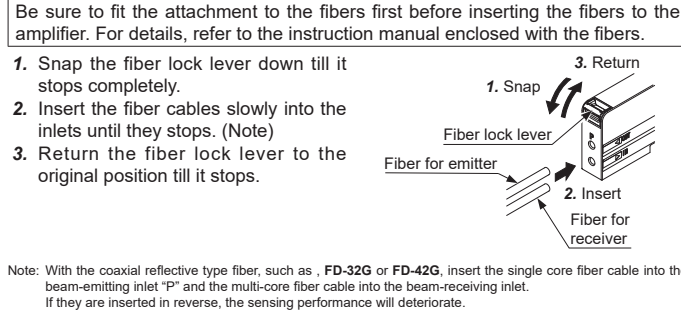 Be sure to fit the attachment to the fibers first before inserting the fibers to the
amplifier. For details, refer to the instruction manual enclosed with the fibers.
1. Snap the fiber lock lever down till it
stops completely.
2. Insert the fiber cables slowly into the
inlets until they stops. (Note)
3. Return the fiber lock lever to the
original position till it stops.
3. Return
1. Snap
Fiber lock lever
Fiber for emitter
P
2. Insert
Fiber for
receiver
Note: With the coaxial reflective type fiber, such as , FD-32G or FD-42G, insert the single core fiber cable into th
beam-emitting inlet “P” and the multi-core fiber cable into the beam-receiving inlet.
If they are inserted in reverse, the sensing performance will deteriorate.